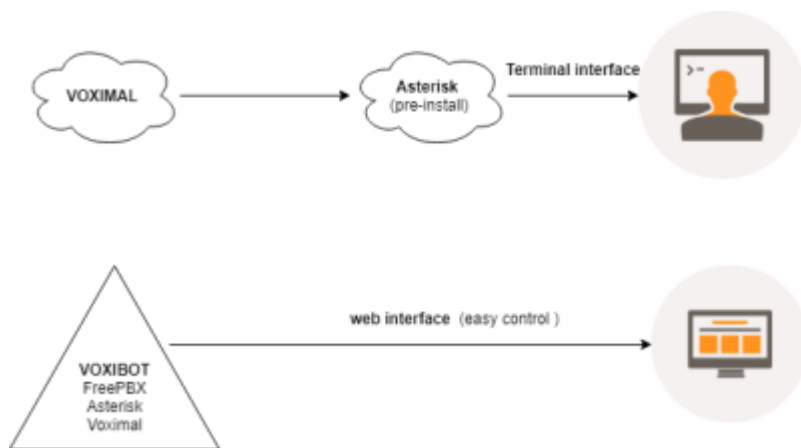 VOXIMAL
Asterisk
(pre-install)
Terminal interface
>-
web interface (easy control )
VOXIBOT
FreePBX
Asterisk
Voximal